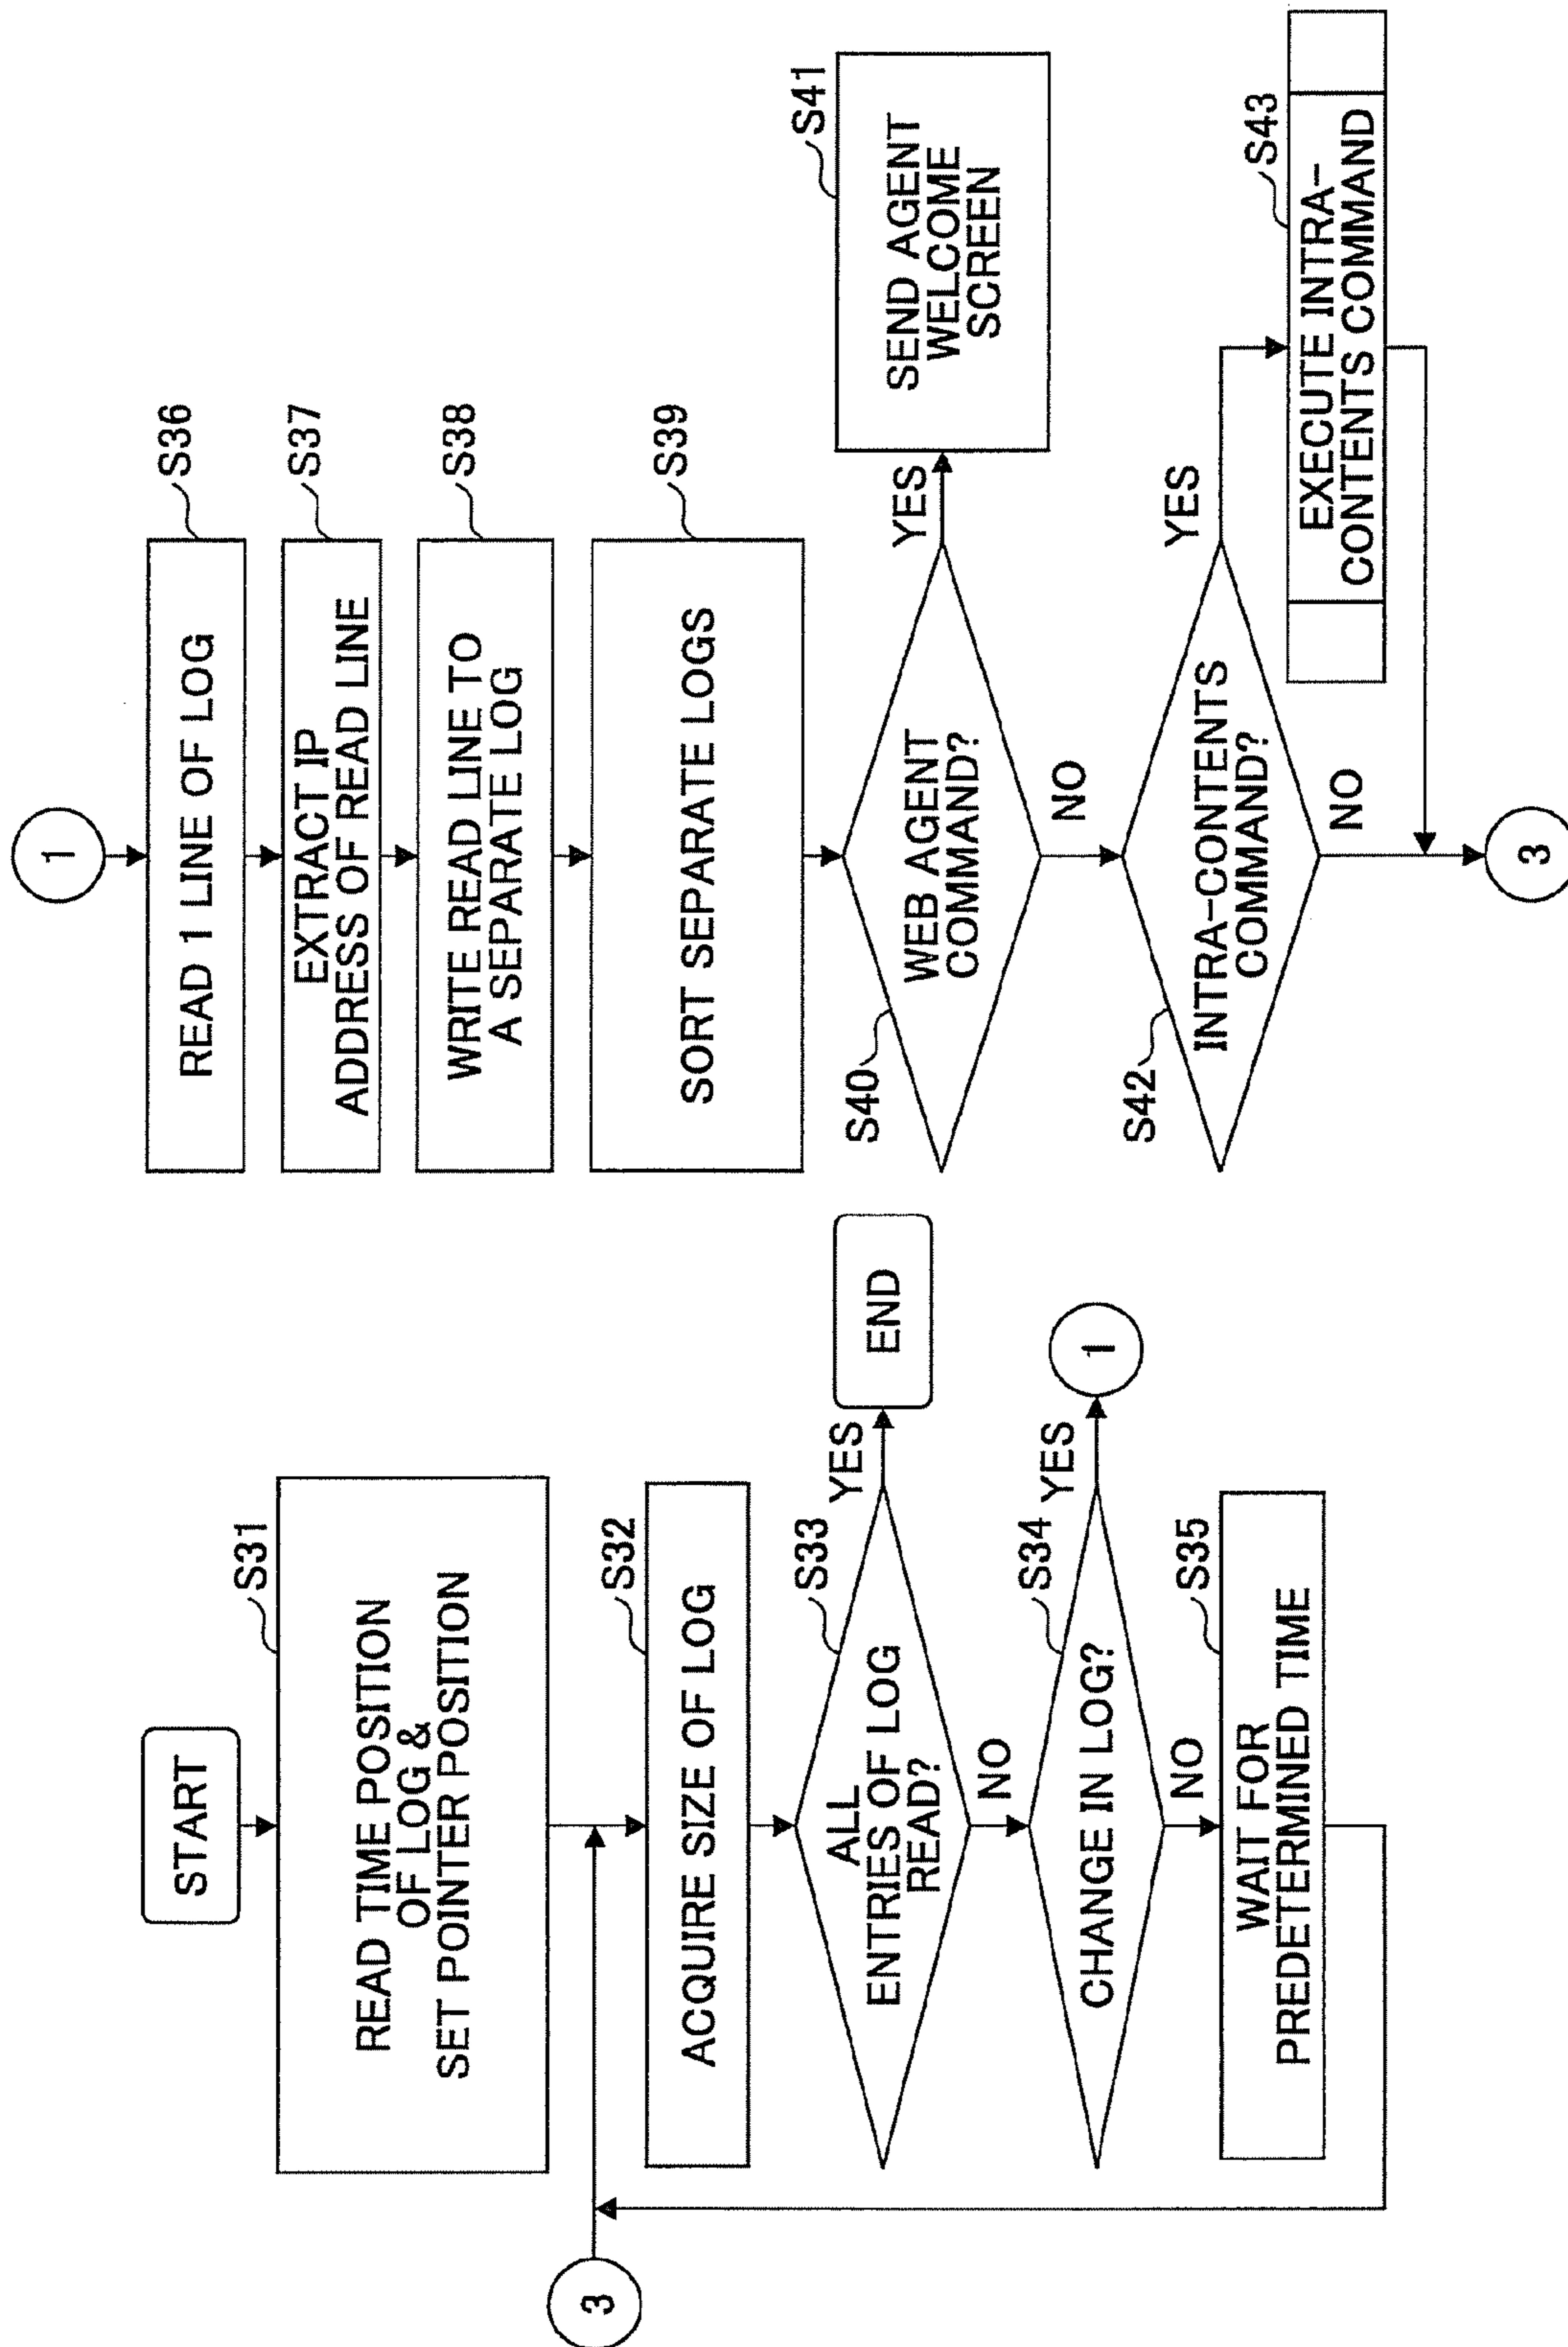 START
S31
READ TIME POSITION
OF LOG &
SET POINTER POSITION
3
S32
ACQUIRE SIZE OF LOG
S33
ALL
ENTRIES OF LOG
READ?
YES
END
NO
S34
CHANGE IN LOG?
YES
1
NO
S35
WAIT FOR
PREDETERMINED TIME
1
S36
READ 1 LINE OF LOG
S37
EXTRACT IP
ADDRESS OF READ LINE
S38
WRITE READ LINE TO
A SEPARATE LOG
S39
SORT SEPARATE LOGS
S40
WEB AGENT
COMMAND?
YES
S41
SEND AGENT
WELCOME
SCREEN
NO
S42
INTRA-CONTENTS
COMMAND?
YES
S43
EXECUTE INTRA-
CONTENTS COMMAND
NO
3